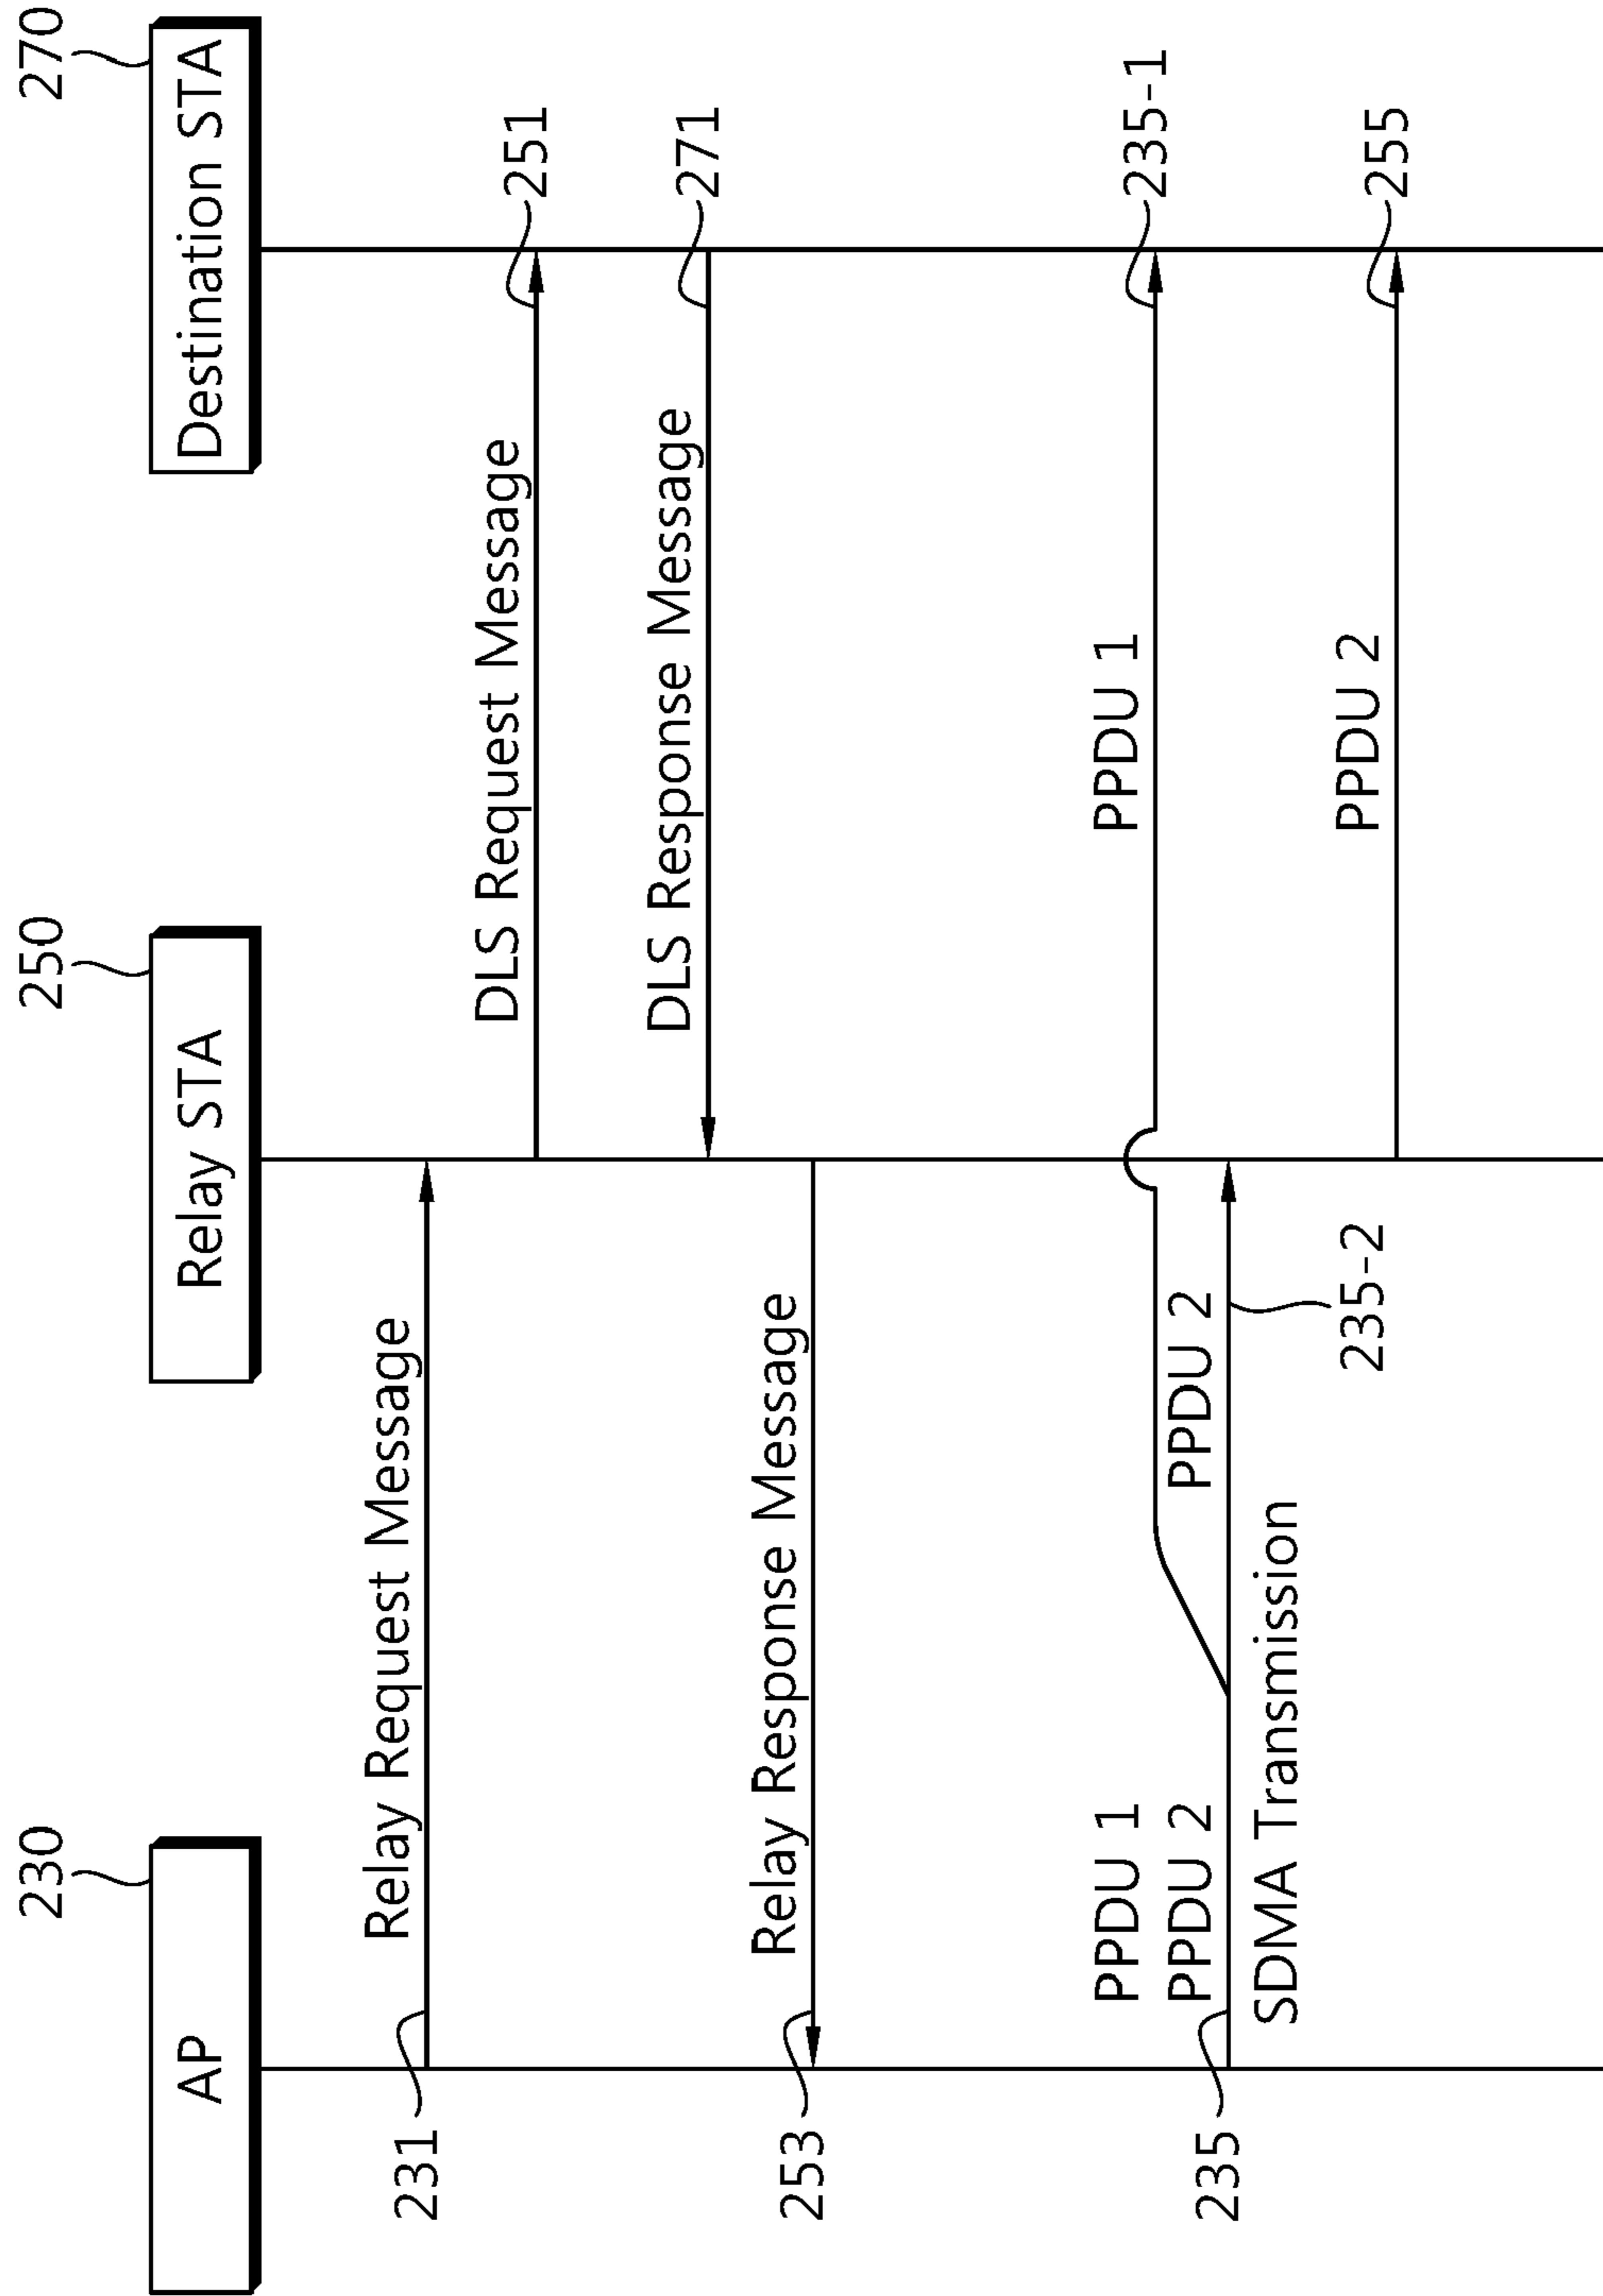 230
250
270
AP
Relay STA
Destination STA
231
Relay Request Message
DLS Request Message
251
DLS Response Message
271
253
Relay Response Message
PPDU 1
PPDU 1
235-1
PPDU 2
PPDU 2
235
SDMA Transmission
235-2
PPDU 2
255